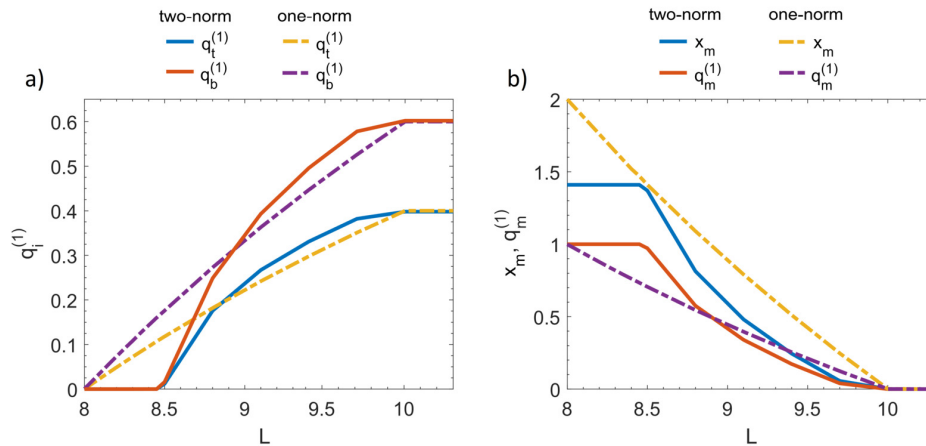 two-norm one-norm
q_t^(1) q_t^(1)
q_b^(1) q_b^(1)
a)
0.6
0.4
0.3
0.2
0.1
0
q_i^(1)
8 8.5 9 9.5 10
L
two-norm one-norm
x_m x_m
q_m^(1) q_m^(1)
b)
2
1.5
1
0.5
0
x_m, q_m^(1)
8 8.5 9 9.5 10
L